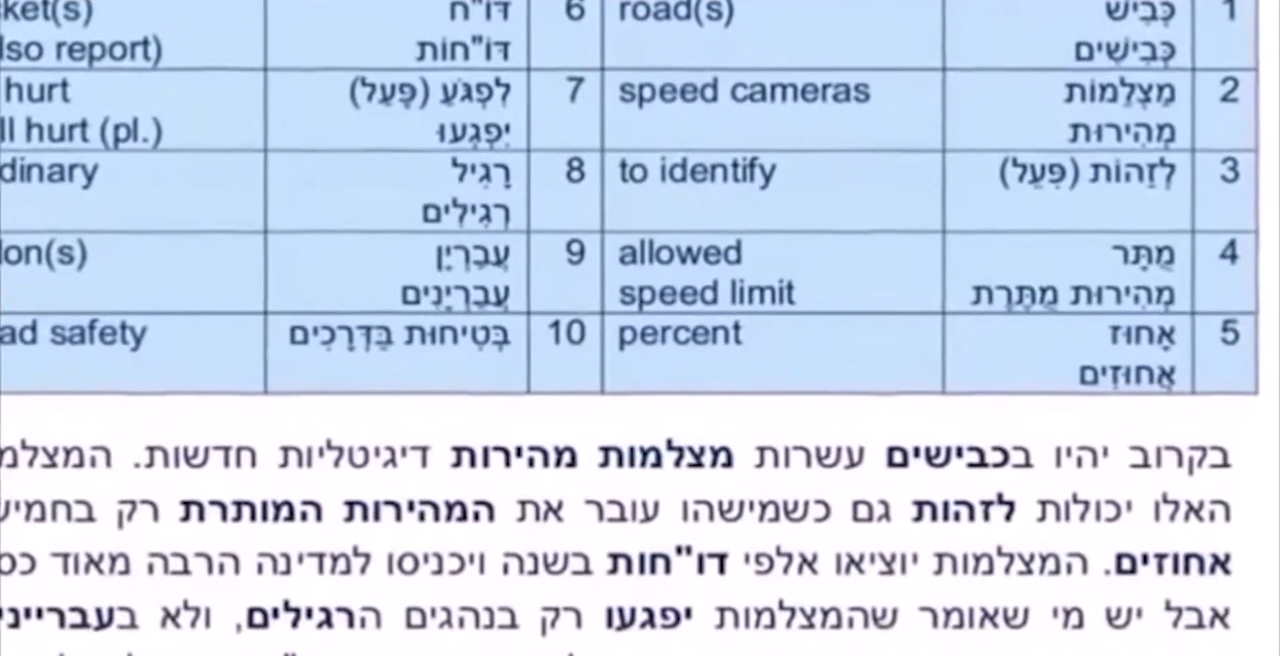 1 כְּבִישׁ road(s) 6 דּוֹ"חַ ket(s)
כְּבִישִׁים דּוֹ"חוֹת lso report)
2 מַצְלֵמוֹת speed cameras 7 לִפְגֹּעַ (פָּעַל) hurt
מְהִירוּת יִפְגְּעוּ ll hurt (pl.)
3 לְזַהוֹת (פִּעֵל) to identify 8 רָגִיל dinary
רְגִילִים
4 מֻתָּר allowed 9 עֲבַרְיָן lon(s)
מְהִירוּת מֻתֶּרֶת speed limit עֲבַרְיָנִים
5 אָחוּז percent 10 בְּטִיחוּת בַּדְּרָכִים ad safety
אֲחוּזִים
בקרוב יהיו בכבישים עשרות מצלמות מהירות דיגיטליות חדשות. המצלמ
האלו יכולות לזהות גם כשמישהו עובר את המהירות המותרת רק בחמיש
אחוזים. המצלמות יוציאו אלפי דו"חות בשנה ויכניסו למדינה הרבה מאוד כס
אבל יש מי שאומר שהמצלמות יפגעו רק בנהגים הרגילים, ולא בעברייני